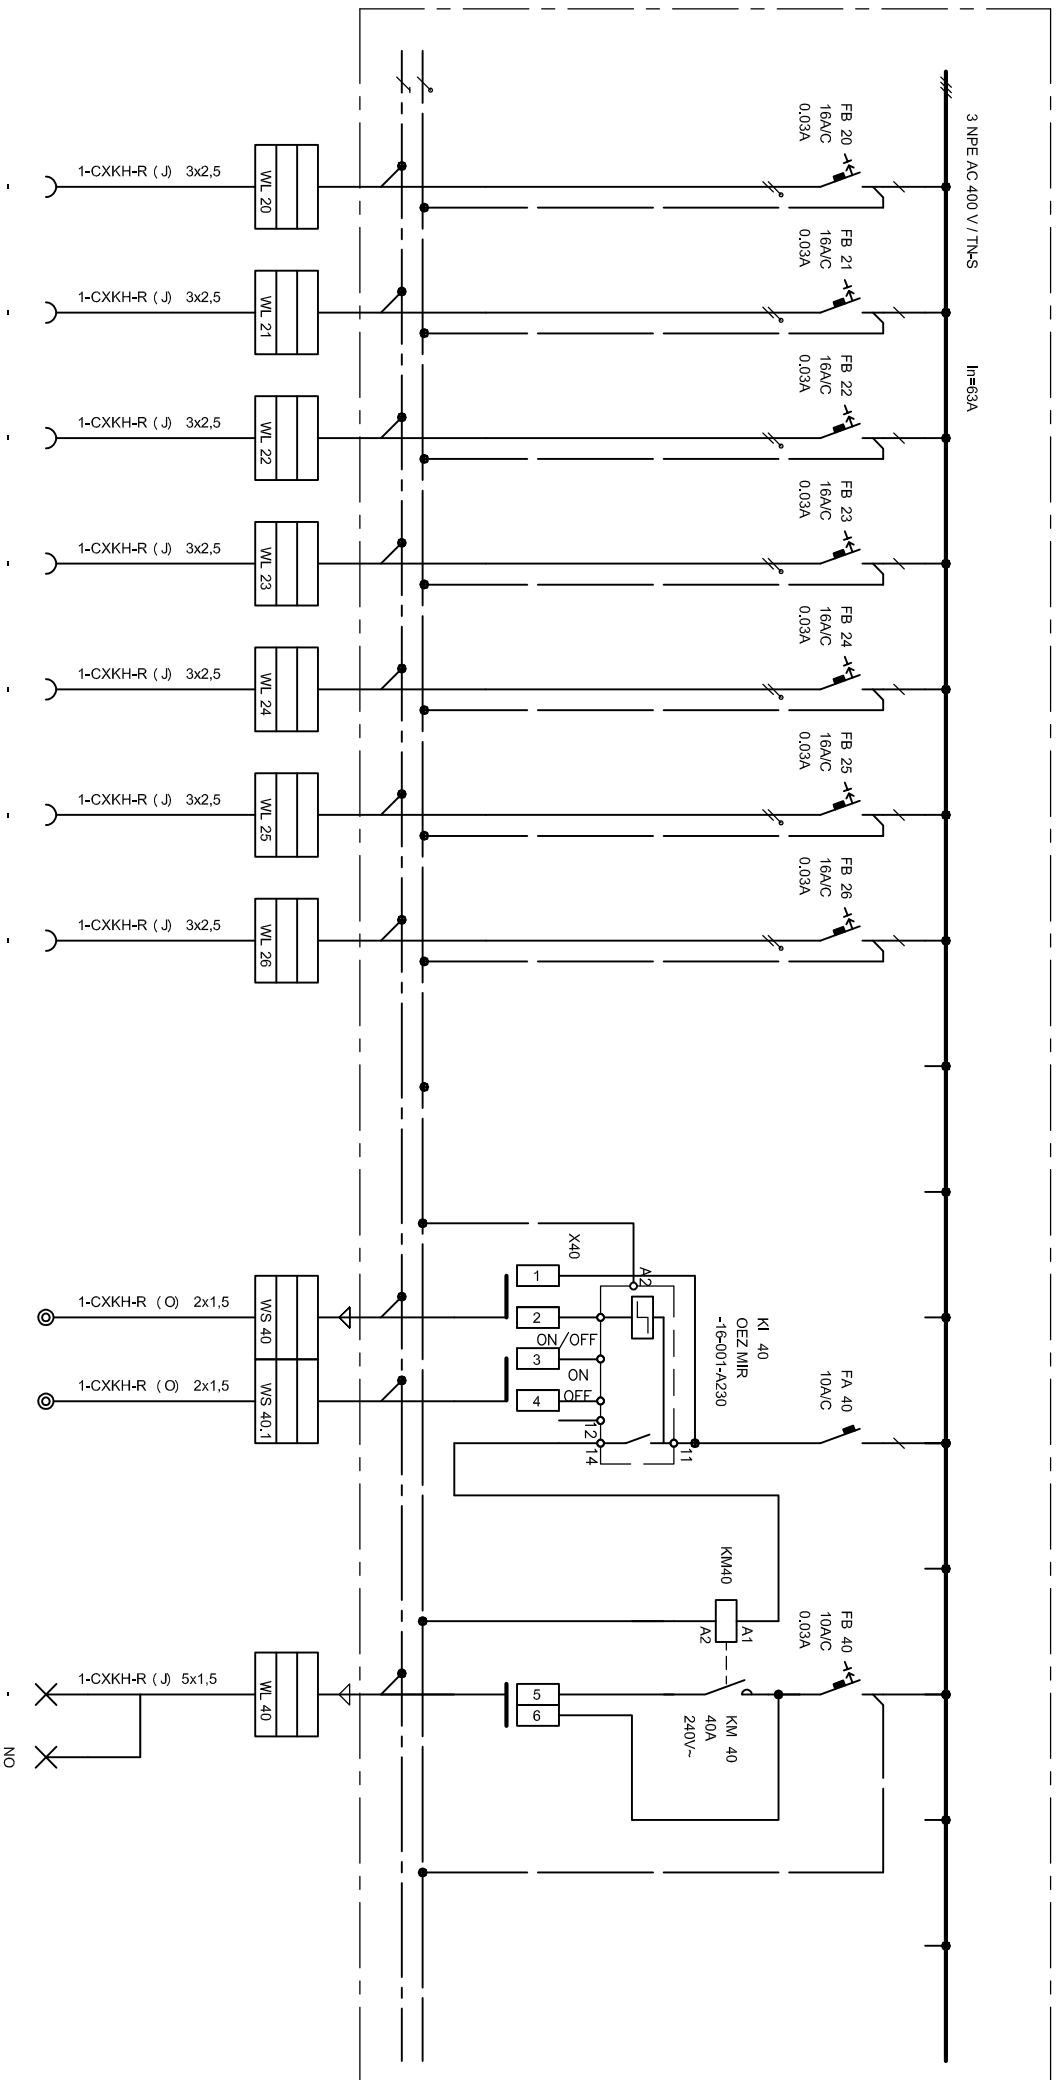 3 NPE AC 400 V / TN-S
In=63A
FB 20
16A/C
0.03A
FB 21
16A/C
0.03A
FB 22
16A/C
0.03A
FB 23
16A/C
0.03A
FB 24
16A/C
0.03A
FB 25
16A/C
0.03A
FB 26
16A/C
0.03A
FA 40
10A/C
FB 40
10A/C
0.03A
KI 40
OEZ MIR
-16-001-A230
KM40
A1
A2
KM 40
40A
240V~
X40
A2
11
12
14
1
2
ON/OFF
3
ON
4
OFF
5
6
WL 20
WL 21
WL 22
WL 23
WL 24
WL 25
WL 26
WS 40
WS 40.1
WL 40
1-CXKH-R ( J) 3x2,5
1-CXKH-R ( J) 3x2,5
1-CXKH-R ( J) 3x2,5
1-CXKH-R ( J) 3x2,5
1-CXKH-R ( J) 3x2,5
1-CXKH-R ( J) 3x2,5
1-CXKH-R ( J) 3x2,5
1-CXKH-R ( O) 2x1,5
1-CXKH-R ( O) 2x1,5
1-CXKH-R ( J) 5x1,5
-
-
-
-
-
-
-
-
NO